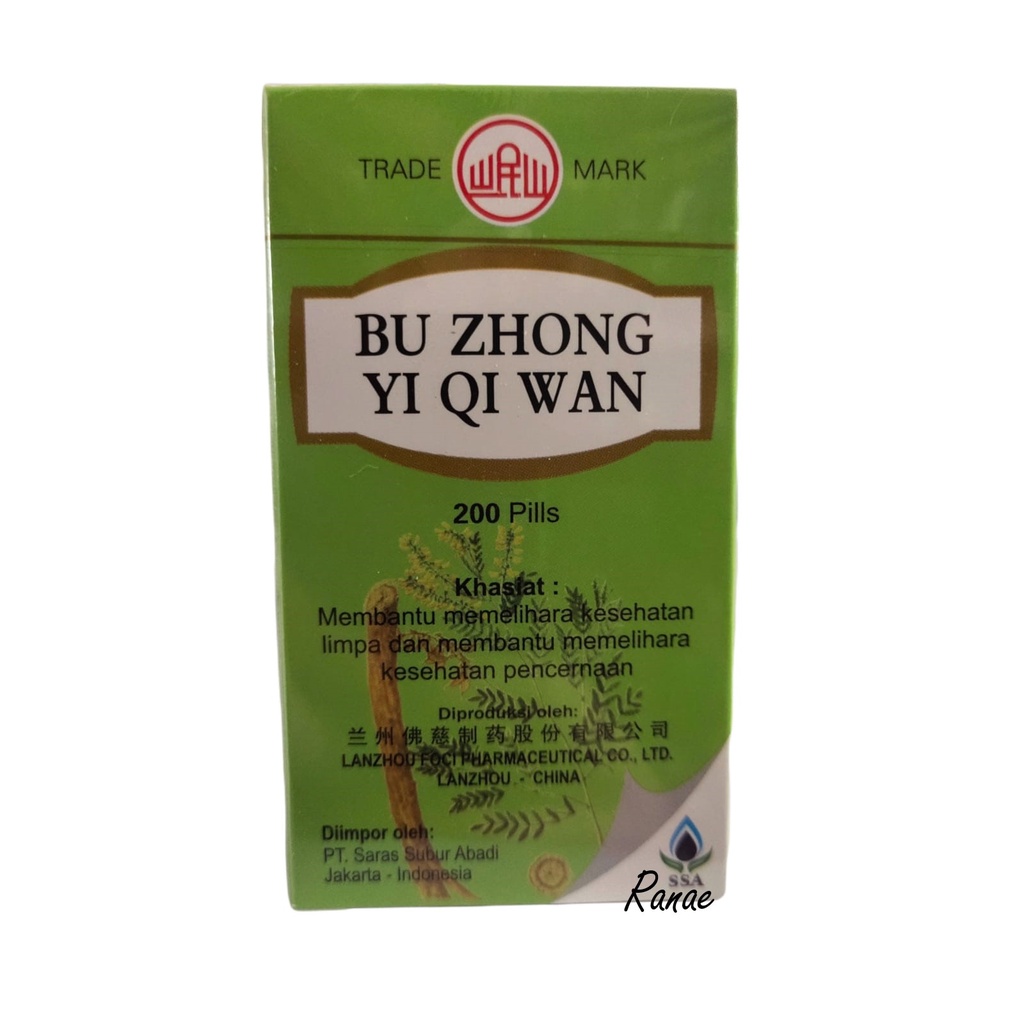 TRADE MARK
BU ZHONG
YI QI WAN
200 Pills
Khasiat :
Membantu memelihara kesehatan
limpa dan membantu memelihara
kesehatan pencernaan
Diproduksi oleh:
兰州佛慈制药股份有限公司
LANZHOU FOCI PHARMACEUTICAL CO., LTD.
LANZHOU - CHINA
Diimpor oleh:
PT. Saras Subur Abadi
Jakarta - Indonesia
SSA
Ranae